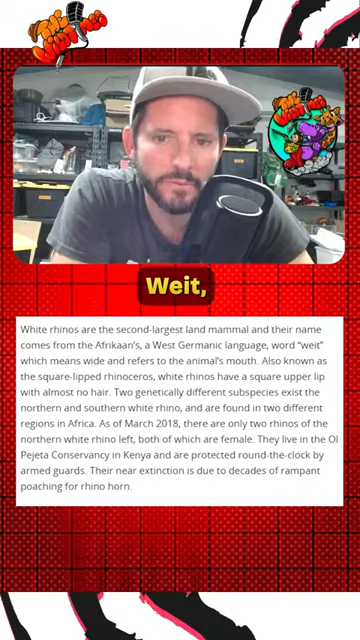 Weit,
White rhinos are the second-largest land mammal and their name
comes from the Afrikaan's, a West Germanic language, word "weit"
which means wide and refers to the animal's mouth. Also known as
the square-lipped rhinoceros, white rhinos have a square upper lip
with almost no hair. Two genetically different subspecies exist the
northern and southern white rhino, and are found in two different
regions in Africa. As of March 2018, there are only two rhinos of the
northern white rhino left, both of which are female. They live in the Ol
Pejeta Conservancy in Kenya and are protected round-the-clock by
armed guards. Their near extinction is due to decades of rampant
poaching for rhino horn.